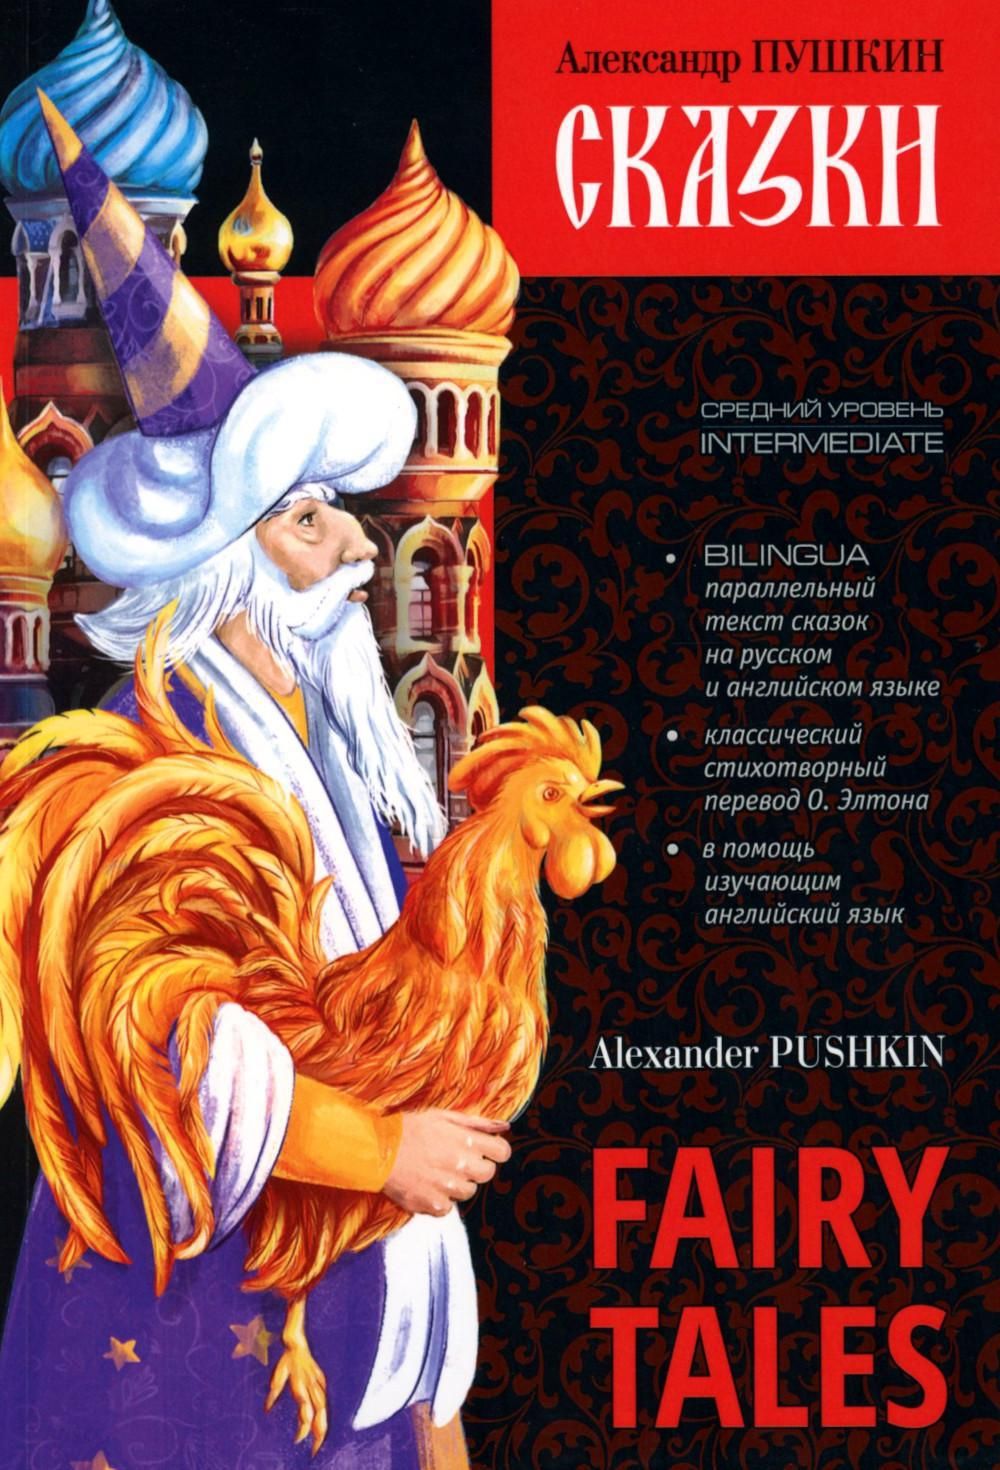 Александр ПУШКИН
СКАЗКИ
СРЕДНИЙ УРОВЕНЬ
INTERMEDIATE
• BILINGUA
параллельный
текст сказок
на русском
и английском языке
• классический
стихотворный
перевод О. Элтона
• в помощь
изучающим
английский язык
Alexander PUSHKIN
FAIRY
TALES